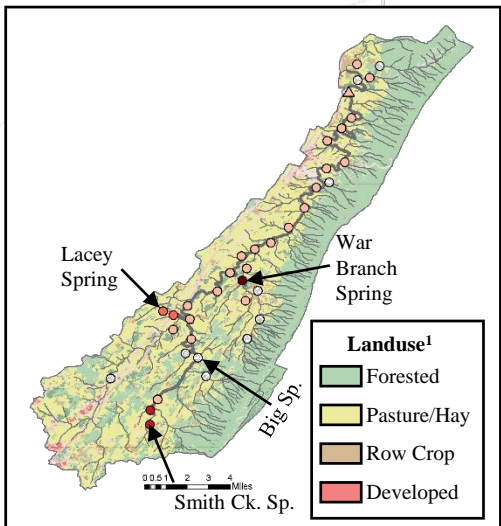 Lacey
Spring
War
Branch
Spring
Big Sp.
Smith Ck. Sp.
0 0.5 1 2 3 4
Miles
Landuse¹
Forested
Pasture/Hay
Row Crop
Developed